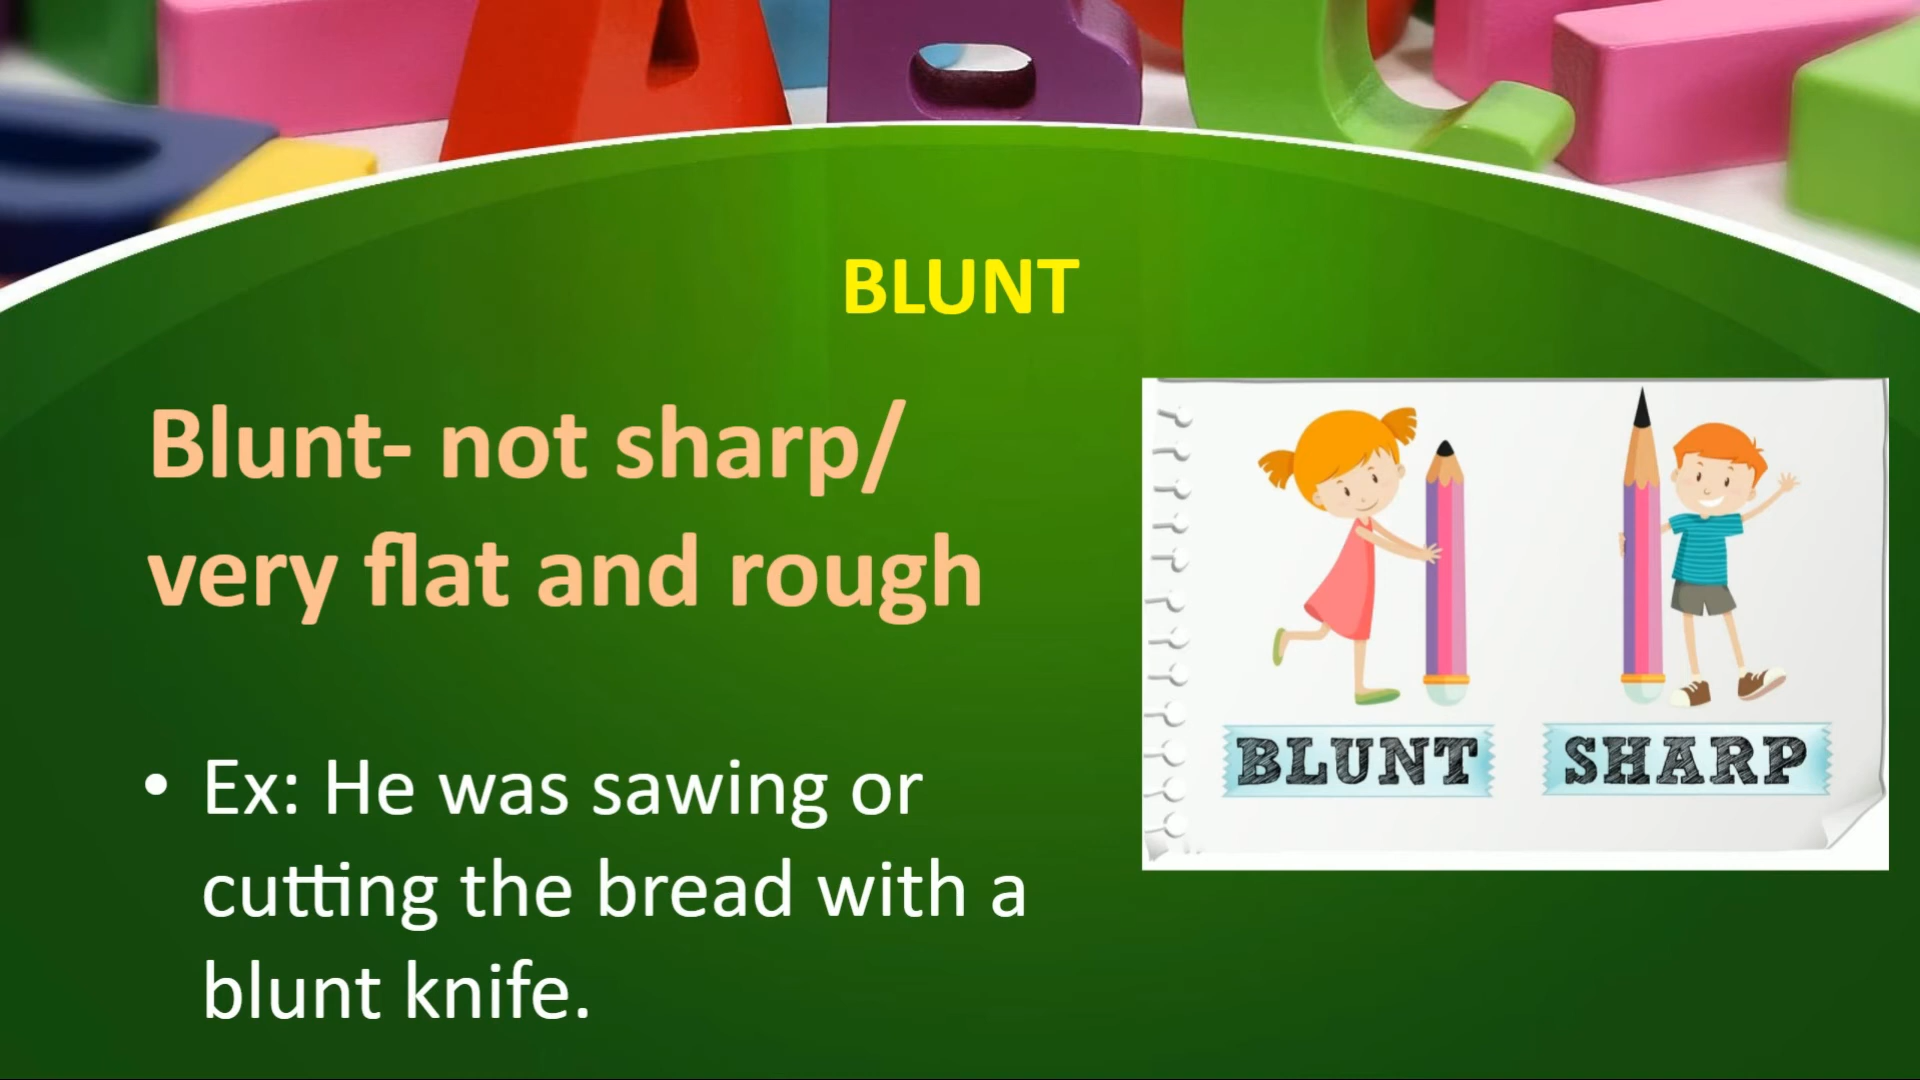 BLUNT
Blunt- not sharp/
very flat and rough
• Ex: He was sawing or
cutting the bread with a
blunt knife.
BLUNT
SHARP